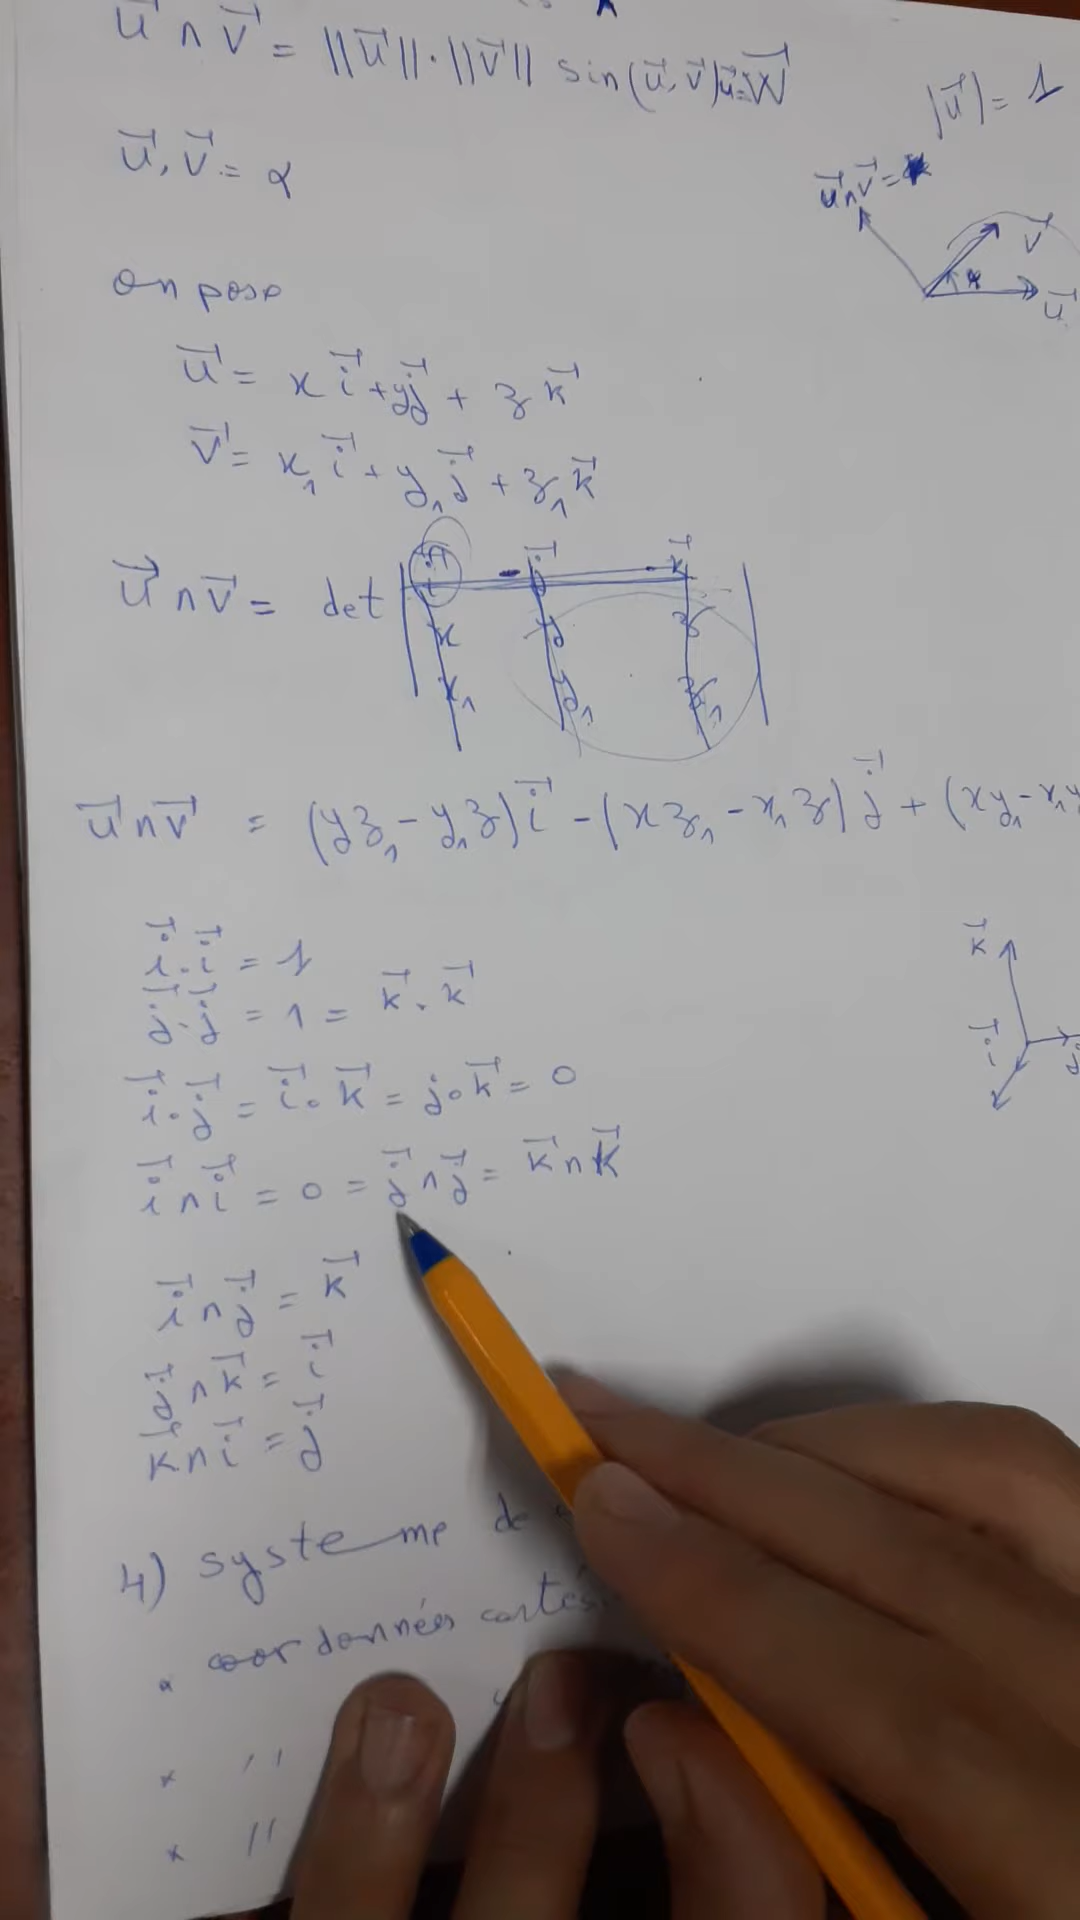 u⃗ ∧ v⃗ = ||u⃗||·||v⃗|| sin(u⃗, v⃗) u⃗ = W⃗
|u⃗| = 1
u⃗, v⃗ = α
u⃗ ∧ v⃗ =
v⃗
α
u⃗
on pose
u⃗ = x i⃗ + y j⃗ + z k⃗
v⃗ = x₁ i⃗ + y₁ j⃗ + z₁ k⃗
u⃗ ∧ v⃗ = det | i⃗ j⃗ k⃗
x y z
x₁ y₁ z₁ |
u⃗ ∧ v⃗ = (y z₁ - y₁ z) i⃗ - (x z₁ - x₁ z) j⃗ + (x y₁ - x₁ y
i⃗ . i⃗ = 1
j⃗ . j⃗ = 1 = k⃗ . k⃗
k⃗
i⃗
j
i⃗ . j⃗ = i⃗ . k⃗ = j . k⃗ = 0
i⃗ ∧ i⃗ = 0 = j⃗ ∧ j⃗ = k⃗ ∧ k⃗
i⃗ ∧ j⃗ = k⃗
j⃗ ∧ k⃗ = i⃗
k⃗ ∧ i⃗ = j⃗
4) systeme de
× coordonnées
× "
× "